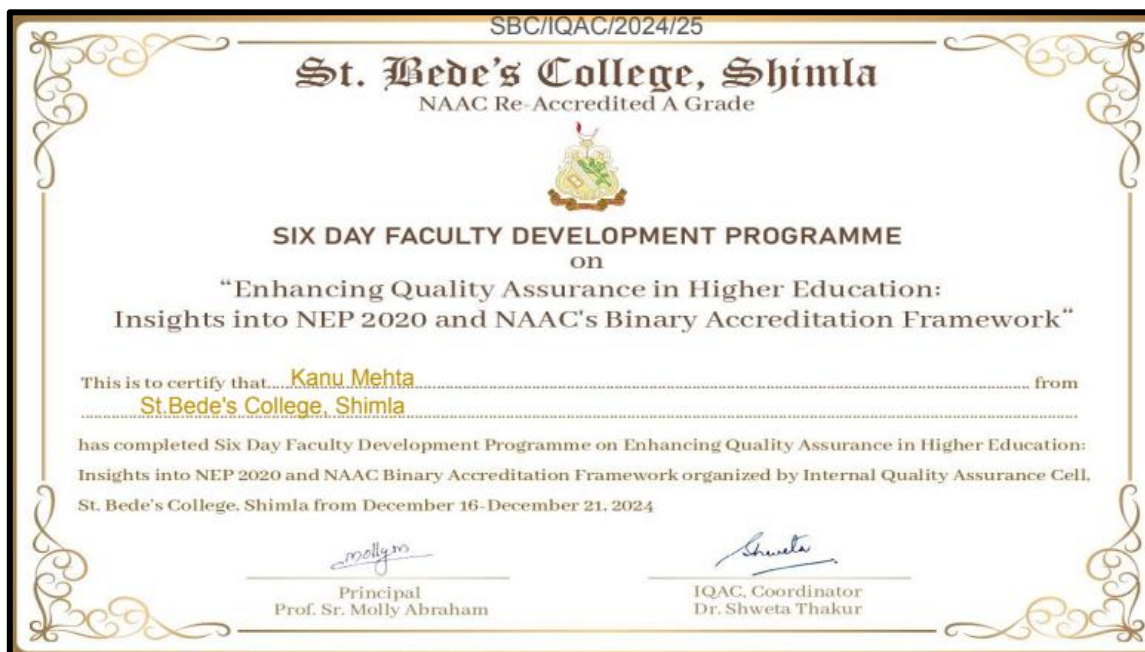 SBC/IQAC/2024/25
St. Bede's College, Shimla
NAAC Re-Accredited A Grade
SIX DAY FACULTY DEVELOPMENT PROGRAMME
on
“Enhancing Quality Assurance in Higher Education:
Insights into NEP 2020 and NAAC's Binary Accreditation Framework“
This is to certify that Kanu Mehta from
St.Bede's College, Shimla
has completed Six Day Faculty Development Programme on Enhancing Quality Assurance in Higher Education:
Insights into NEP 2020 and NAAC Binary Accreditation Framework organized by Internal Quality Assurance Cell,
St. Bede's College, Shimla from December 16-December 21, 2024
mollym
Shweta
Principal
Prof. Sr. Molly Abraham
IQAC, Coordinator
Dr. Shweta Thakur